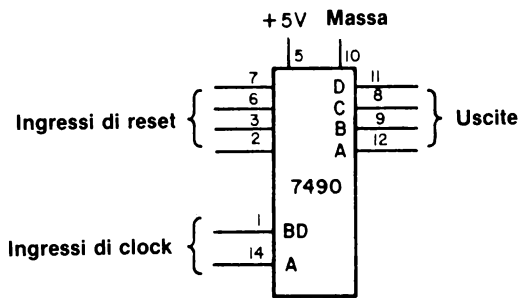 +5V Massa
5 10
7 D 11
6 C 8
Ingressi di reset 3 B 9 Uscite
2 A 12
7490
1 BD
Ingressi di clock
14 A